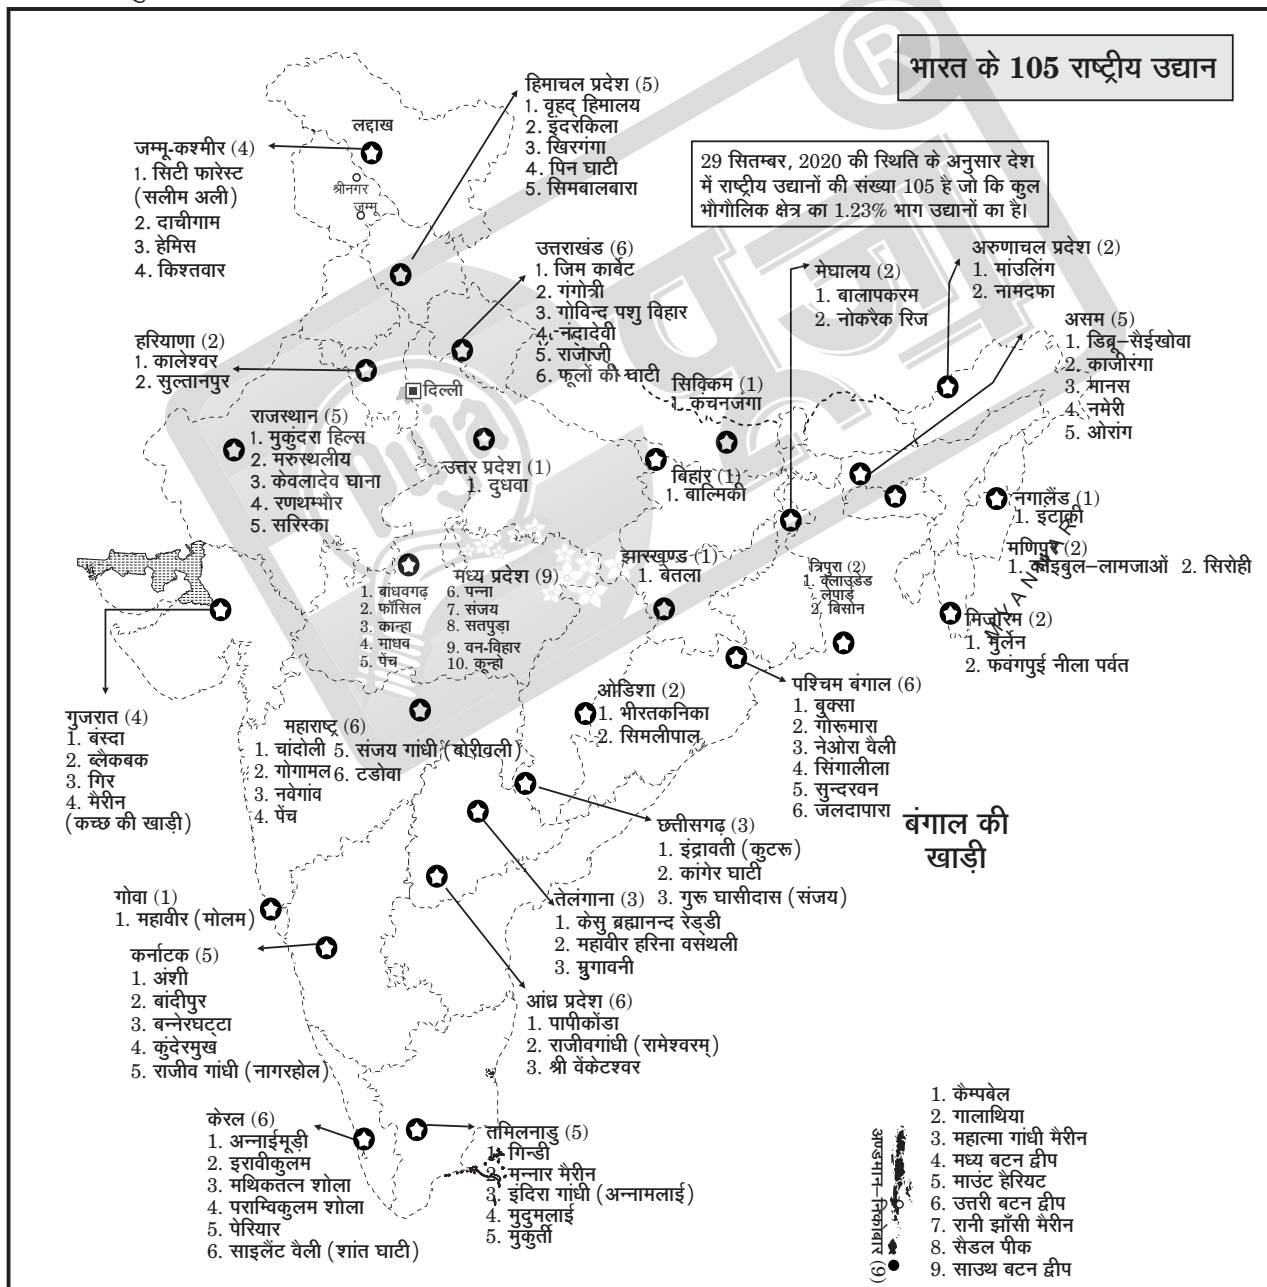 भारत के 105 राष्ट्रीय उद्यान
29 सितम्बर, 2020 की स्थिति के अनुसार देश
में राष्ट्रीय उद्यानों की संख्या 105 है जो कि कुल
भौगौलिक क्षेत्र का 1.23% भाग उद्यानों का है।
लद्दाख
श्रीनगर
जम्मू
जम्मू-कश्मीर (4)
1. सिटी फारेस्ट
(सलीम अली)
2. दाचीगाम
3. हेमिस
4. किश्तवार
हिमाचल प्रदेश (5)
1. वृहद् हिमालय
2. इंदरकिला
3. खिरगंगा
4. पिन घाटी
5. सिमबालबारा
उत्तराखंड (6)
1. जिम कार्बेट
2. गंगोत्री
3. गोविन्द पशु विहार
4. नंदादेवी
5. राजाजी
6. फूलों की घाटी
मेघालय (2)
1. बालापकरम
2. नोकरैक रिज
अरुणाचल प्रदेश (2)
1. मांउलिंग
2. नामदफा
असम (5)
1. डिब्रू–सैईखोवा
2. काजीरंगा
3. मानस
4. नमेरी
5. ओरांग
हरियाणा (2)
1. कालेश्वर
2. सुल्तानपुर
दिल्ली
सिक्किम (1)
1. कंचनजंगा
राजस्थान (5)
1. मुकुंदरा हिल्स
2. मरुस्थलीय
3. केवलादेव घाना
4. रणथम्भौर
5. सरिस्का
उत्तर प्रदेश (1)
1. दुधवा
बिहार (1)
1. बाल्मिकी
नगालैंड (1)
1. इंटाकी
मणिपुर (2)
1. कोइबुल–लामजाओं 2. सिरोही
झारखण्ड (1)
1. बेतला
त्रिपुरा (2)
1. क्लाउडेड
लेपार्ड
2. बिसोन
मिजोरम (2)
1. मुर्लेन
2. फवंगपुई नीला पर्वत
मध्य प्रदेश (9)
1. बांधवगढ़ 6. पन्ना
2. फॉसिल 7. संजय
3. कान्हा 8. सतपुड़ा
4. माधव 9. वन-विहार
5. पेंच 10. कून्हो
गुजरात (4)
1. बंस्दा
2. ब्लैकबक
3. गिर
4. मैरीन
(कच्छ की खाड़ी)
महाराष्ट्र (6)
1. चांदोली 5. संजय गांधी (बोरीवली)
2. गोगामल 6. टडोवा
3. नवेगांव
4. पेंच
ओडिशा (2)
1. भीरतकनिका
2. सिमलीपाल
पश्चिम बंगाल (6)
1. बुक्सा
2. गोरूमारा
3. नेओरा वैली
4. सिंगालीला
5. सुन्दरवन
6. जलदापारा
बंगाल की
खाड़ी
छत्तीसगढ़ (3)
1. इंद्रावती (कुटरू)
2. कांगेर घाटी
3. गुरू घासीदास (संजय)
तेलंगाना (3)
1. केसु ब्रह्मानन्द रेड्डी
2. महावीर हरिना वसंथली
3. म्रुगावनी
गोवा (1)
1. महावीर (मोलम)
कर्नाटक (5)
1. अंशी
2. बांदीपुर
3. बन्नेरघट्टा
4. कुंदेरमुख
5. राजीव गांधी (नागरहोल)
आंध्र प्रदेश (6)
1. पापीकोंडा
2. राजीवगांधी (रामेश्वरम्)
3. श्री वेंकेटश्वर
केरल (6)
1. अन्नाईमूड़ी
2. इरावीकुलम
3. मथिकतत्न शोला
4. पराम्विकुलम शोला
5. पेरियार
6. साइलैंट वैली (शांत घाटी)
तमिलनाडु (5)
1. गिन्डी
2. मन्नार मैरीन
3. इंदिरा गांधी (अन्नामलाई)
4. मुदुमलाई
5. मुकुर्ती
अण्डमान–निकोबार (9)
1. कैम्पबेल
2. गालाथिया
3. महात्मा गांधी मैरीन
4. मध्य बटन द्वीप
5. माउंट हैरियट
6. उत्तरी बटन द्वीप
7. रानी झाँसी मैरीन
8. सैडल पीक
9. साउथ बटन द्वीप